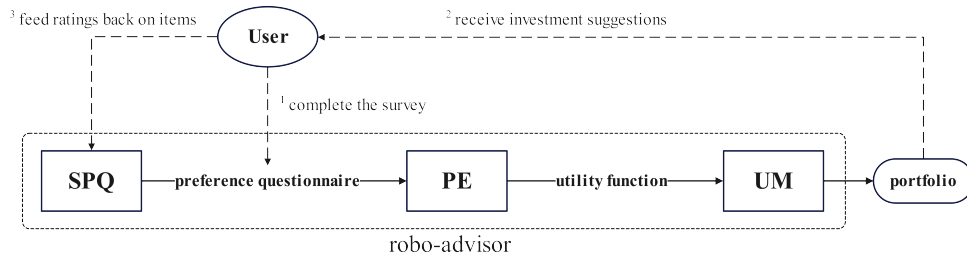 ³ feed ratings back on items
User
² receive investment suggestions
¹ complete the survey
SPQ
preference questionnaire
PE
utility function
UM
portfolio
robo-advisor